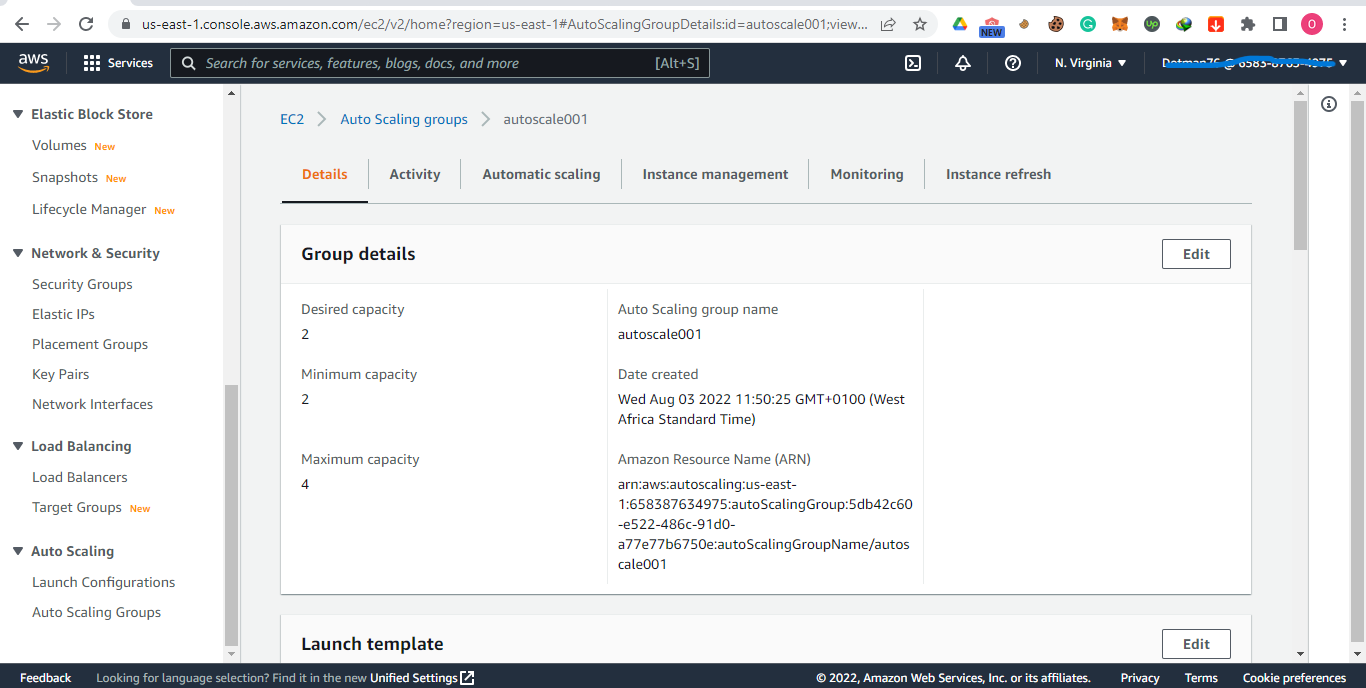 us-east-1.console.aws.amazon.com/ec2/v2/home?region=us-east-1#AutoScalingGroupDetails:id=autoscale001;view...
NEW
Up
O
aws
Services
Search for services, features, blogs, docs, and more
[Alt+S]
N. Virginia
Elastic Block Store
Volumes New
Snapshots New
Lifecycle Manager New
Network & Security
Security Groups
Elastic IPs
Placement Groups
Key Pairs
Network Interfaces
Load Balancing
Load Balancers
Target Groups New
Auto Scaling
Launch Configurations
Auto Scaling Groups
EC2
Auto Scaling groups
autoscale001
Details
Activity
Automatic scaling
Instance management
Monitoring
Instance refresh
Group details
Edit
Desired capacity
2
Minimum capacity
2
Maximum capacity
4
Auto Scaling group name
autoscale001
Date created
Wed Aug 03 2022 11:50:25 GMT+0100 (West
Africa Standard Time)
Amazon Resource Name (ARN)
arn:aws:autoscaling:us-east-
1:658387634975:autoScalingGroup:5db42c60
-e522-486c-91d0-
a77e77b6750e:autoScalingGroupName/autos
cale001
Launch template
Edit
Feedback
Looking for language selection? Find it in the new Unified Settings
© 2022, Amazon Web Services, Inc. or its affiliates.
Privacy
Terms
Cookie preferences